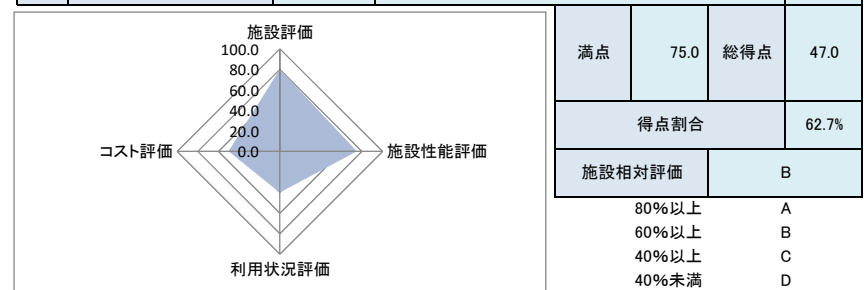 施設評価
100.0
80.0
60.0
40.0
20.0
0.0
コスト評価
施設性能評価
利用状況評価
満点 75.0 総得点 47.0
得点割合 62.7%
施設相対評価 B
80%以上 A
60%以上 B
40%以上 C
40%未満 D